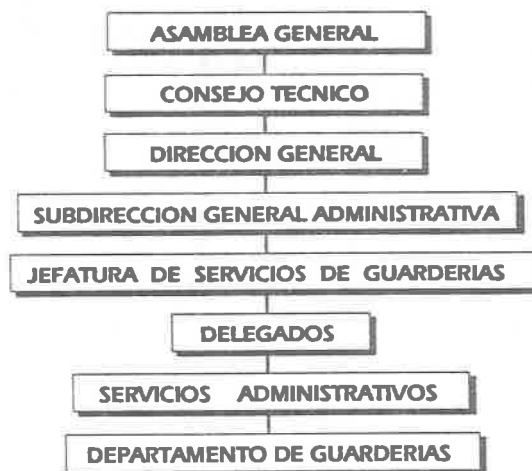 ASAMBLEA GENERAL
CONSEJO TECNICO
DIRECCION GENERAL
SUBDIRECCION GENERAL ADMINISTRATIVA
JEFATURA DE SERVICIOS DE GUARDERIAS
DELEGADOS
SERVICIOS ADMINISTRATIVOS
DEPARTAMENTO DE GUARDERIAS